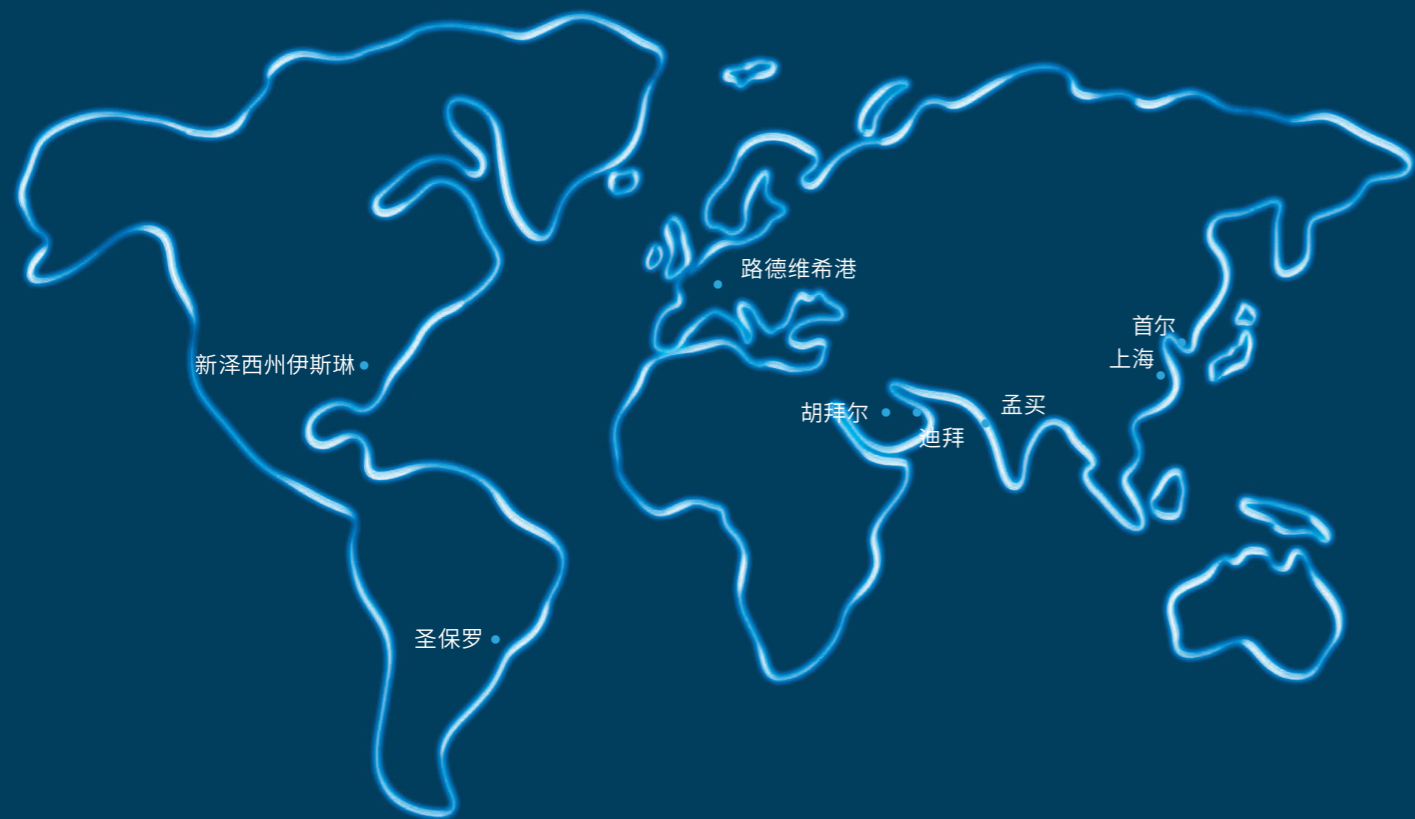 路德维希港
首尔
上海
新泽西州伊斯琳
孟买
胡拜尔
迪拜
圣保罗